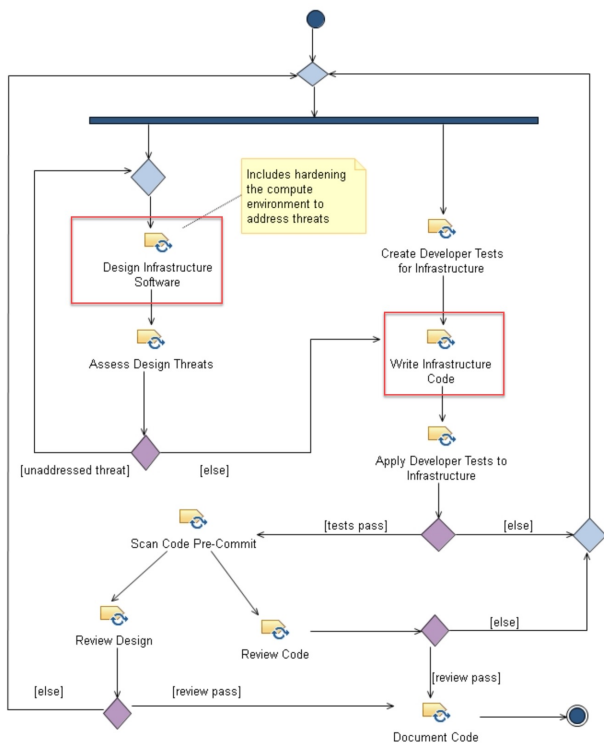 Includes hardening
the compute
environment to
address threats
Design Infrastructure
Software
Create Developer Tests
for Infrastructure
Assess Design Threats
Write Infrastructure
Code
[unaddressed threat]
[else]
Apply Developer Tests to
Infrastructure
[tests pass]
[else]
Scan Code Pre-Commit
Review Design
Review Code
[else]
[review pass]
[else]
[review pass]
Document Code